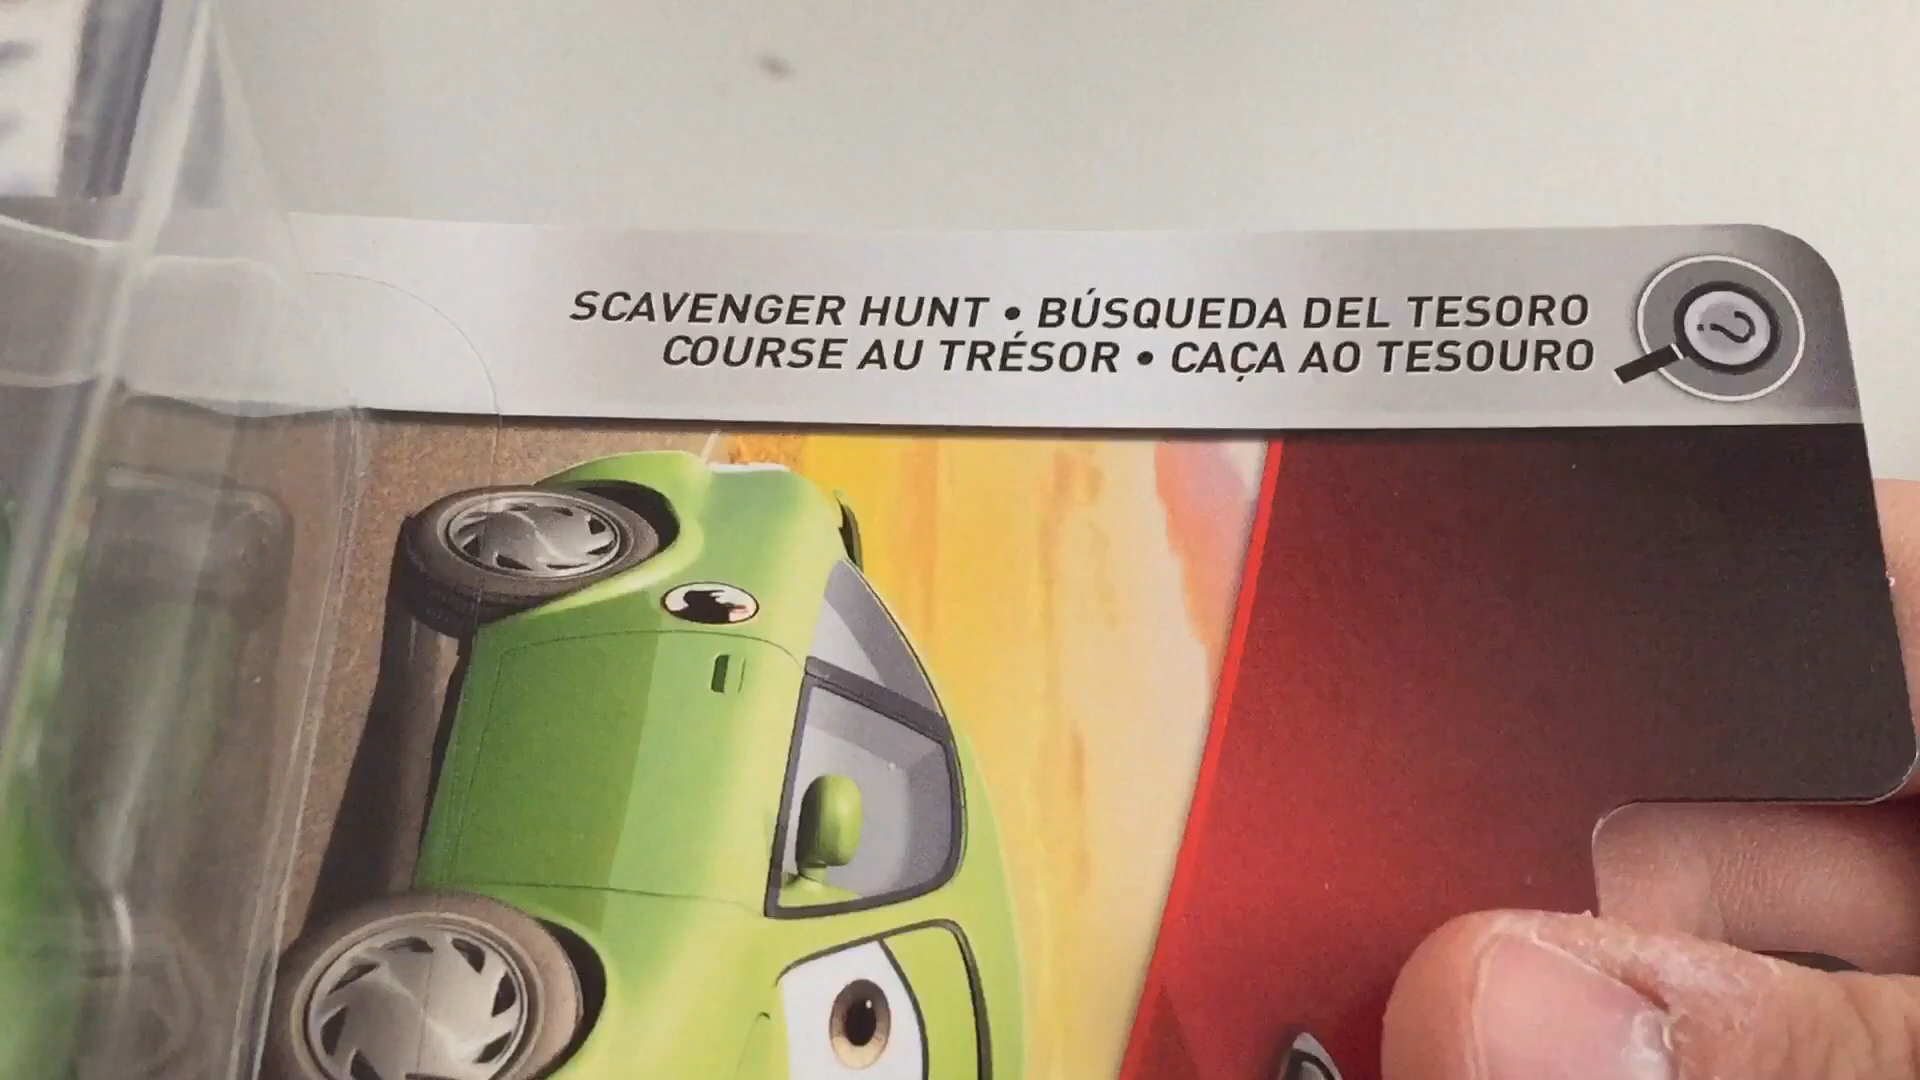 SCAVENGER HUNT • BÚSQUEDA DEL TESORO
COURSE AU TRÉSOR • CAÇA AO TESOURO
?